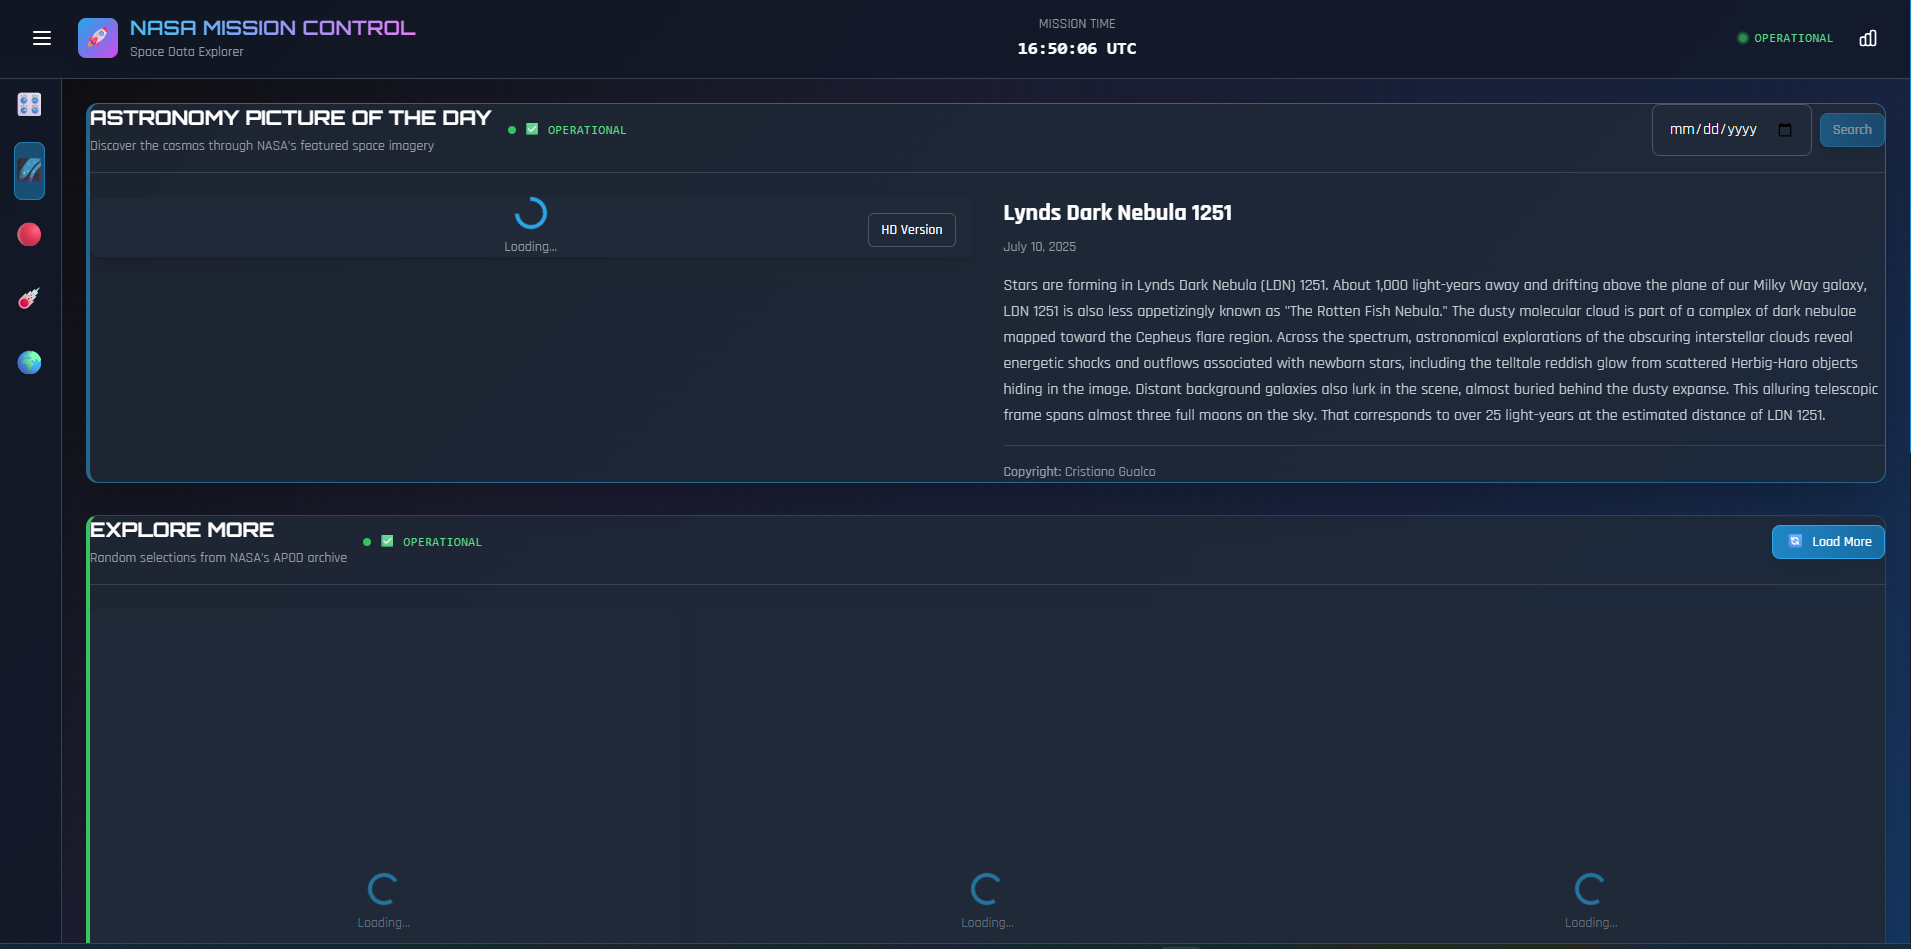 NASA MISSION CONTROL
Space Data Explorer
MISSION TIME
16:50:06 UTC
OPERATIONAL
ASTRONOMY PICTURE OF THE DAY
Discover the cosmos through NASA's featured space imagery
OPERATIONAL
mm/dd/yyyy
Search
Loading...
HD Version
Lynds Dark Nebula 1251
July 10, 2025
Stars are forming in Lynds Dark Nebula (LDN) 1251. About 1,000 light-years away and drifting above the plane of our Milky Way galaxy,
LDN 1251 is also less appetizingly known as "The Rotten Fish Nebula." The dusty molecular cloud is part of a complex of dark nebulae
mapped toward the Cepheus flare region. Across the spectrum, astronomical explorations of the obscuring interstellar clouds reveal
energetic shocks and outflows associated with newborn stars, including the telltale reddish glow from scattered Herbig-Haro objects
hiding in the image. Distant background galaxies also lurk in the scene, almost buried behind the dusty expanse. This alluring telescopic
frame spans almost three full moons on the sky. That corresponds to over 25 light-years at the estimated distance of LDN 1251.
Copyright: Cristiano Gualco
EXPLORE MORE
Random selections from NASA's APOD archive
OPERATIONAL
Load More
Loading...
Loading...
Loading...